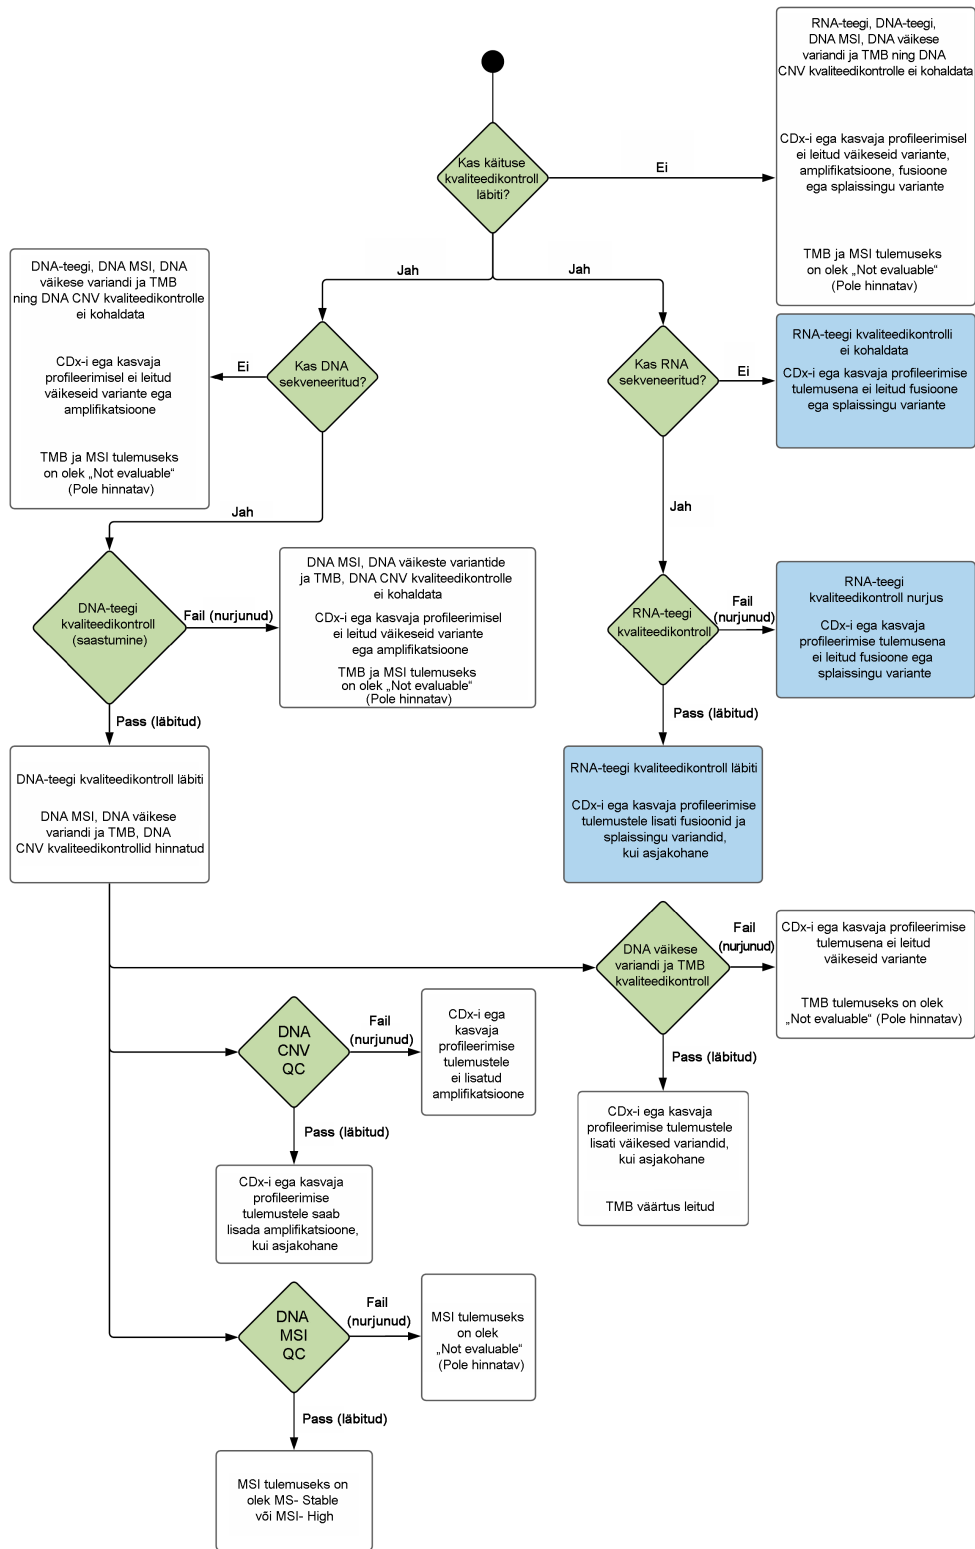 RNA-teegi, DNA-teegi,
DNA MSI, DNA väikese
variandi ja TMB ning DNA
CNV kvaliteedikontrolle ei kohaldata
CDx-i ega kasvaja profileerimisel
ei leitud väikeseid variante,
amplifikatsioone, fusioone
ega splaissingu variante
TMB ja MSI tulemuseks
on olek „Not evaluable“
(Pole hinnatav)
Kas käituse
kvaliteedikontroll
läbiti?
Ei
Jah
Jah
DNA-teegi, DNA MSI, DNA
väikese variandi ja TMB
ning DNA CNV kvaliteedikontrolle
ei kohaldata
CDx-i ega kasvaja
profileerimisel ei leitud
väikeseid variante ega
amplifikatsioone
TMB ja MSI tulemuseks
on olek „Not evaluable“
(Pole hinnatav)
Ei
Kas DNA
sekveneeritud?
Kas RNA
sekveneeritud?
Ei
RNA-teegi kvaliteedikontrolli
ei kohaldata
CDx-i ega kasvaja profileerimise
tulemusena ei leitud fusioone
ega splaissingu variante
Jah
Jah
DNA-teegi
kvaliteedikontroll
(saastumine)
Fail (nurjunud)
DNA MSI, DNA väikeste variantide
ja TMB, DNA CNV kvaliteedikontrolle
ei kohaldata
CDx-i ega kasvaja profileerimisel
ei leitud väikeseid variante
ega amplifikatsioone
TMB ja MSI tulemuseks
on olek „Not evaluable“
(Pole hinnatav)
RNA-teegi
kvaliteedikontroll
Fail
(nurjunud)
RNA-teegi
kvaliteedikontroll nurjus
CDx-i ega kasvaja
profileerimise tulemusena
ei leitud fusioone ega
splaissingu variante
Pass (läbitud)
Pass (läbitud)
DNA-teegi kvaliteedikontroll läbiti
DNA MSI, DNA väikese
variandi ja TMB, DNA
CNV kvaliteedikontrollid hinnatud
RNA-teegi kvaliteedikontroll läbiti
CDx-i ega kasvaja profileerimise
tulemustele lisati fusioonid ja
splaissingu variandid,
kui asjakohane
DNA väikese
variandi ja TMB
kvaliteedikontroll
Fail
(nurjunud)
CDx-i ega kasvaja profileerimise
tulemusena ei leitud
väikeseid variante
TMB tulemuseks on olek
„Not evaluable“ (Pole hinnatav)
DNA
CNV
QC
Fail
(nurjunud)
CDx-i ega
kasvaja
profileerimise
tulemustele
ei lisatud
amplifikatsioone
Pass (läbitud)
CDx-i ega kasvaja
profileerimise tulemustele
lisati väikesed variandid,
kui asjakohane
TMB väärtus leitud
Pass (läbitud)
CDx-i ega kasvaja
profileerimise
tulemustele saab
lisada amplifikatsioone,
kui asjakohane
DNA
MSI
QC
Fail
(nurjunud)
MSI tulemuseks
on olek
„Not evaluable“
(Pole hinnatav)
Pass (läbitud)
MSI tulemuseks on
olek MS- Stable
või MSI- High